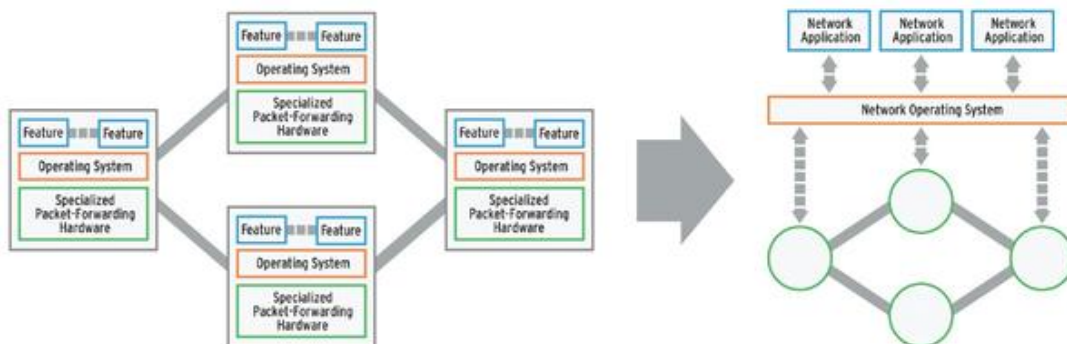 Feature Feature
Operating System
Specialized
Packet-Forwarding
Hardware
Feature Feature
Operating System
Specialized
Packet-Forwarding
Hardware
Feature Feature
Operating System
Specialized
Packet-Forwarding
Hardware
Feature Feature
Operating System
Specialized
Packet-Forwarding
Hardware
Network
Application
Network
Application
Network
Application
Network Operating System